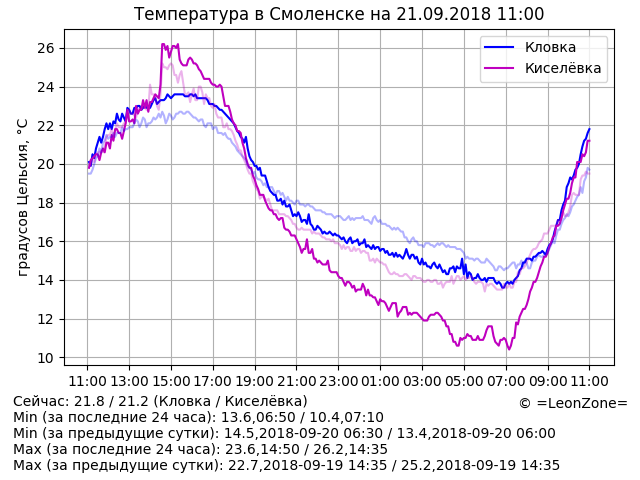 Температура в Смоленске на 21.09.2018 11:00
градусов Цельсия, °С
26
24
22
20
18
16
14
12
10
Кловка
Киселёвка
11:00 13:00 15:00 17:00 19:00 21:00 23:00 01:00 03:00 05:00 07:00 09:00 11:00
Сейчас: 21.8 / 21.2 (Кловка / Киселёвка)
© =LeonZone=
Min (за последние 24 часа): 13.6,06:50 / 10.4,07:10
Min (за предыдущие сутки): 14.5,2018-09-20 06:30 / 13.4,2018-09-20 06:00
Max (за последние 24 часа): 23.6,14:50 / 26.2,14:35
Max (за предыдущие сутки): 22.7,2018-09-19 14:35 / 25.2,2018-09-19 14:35